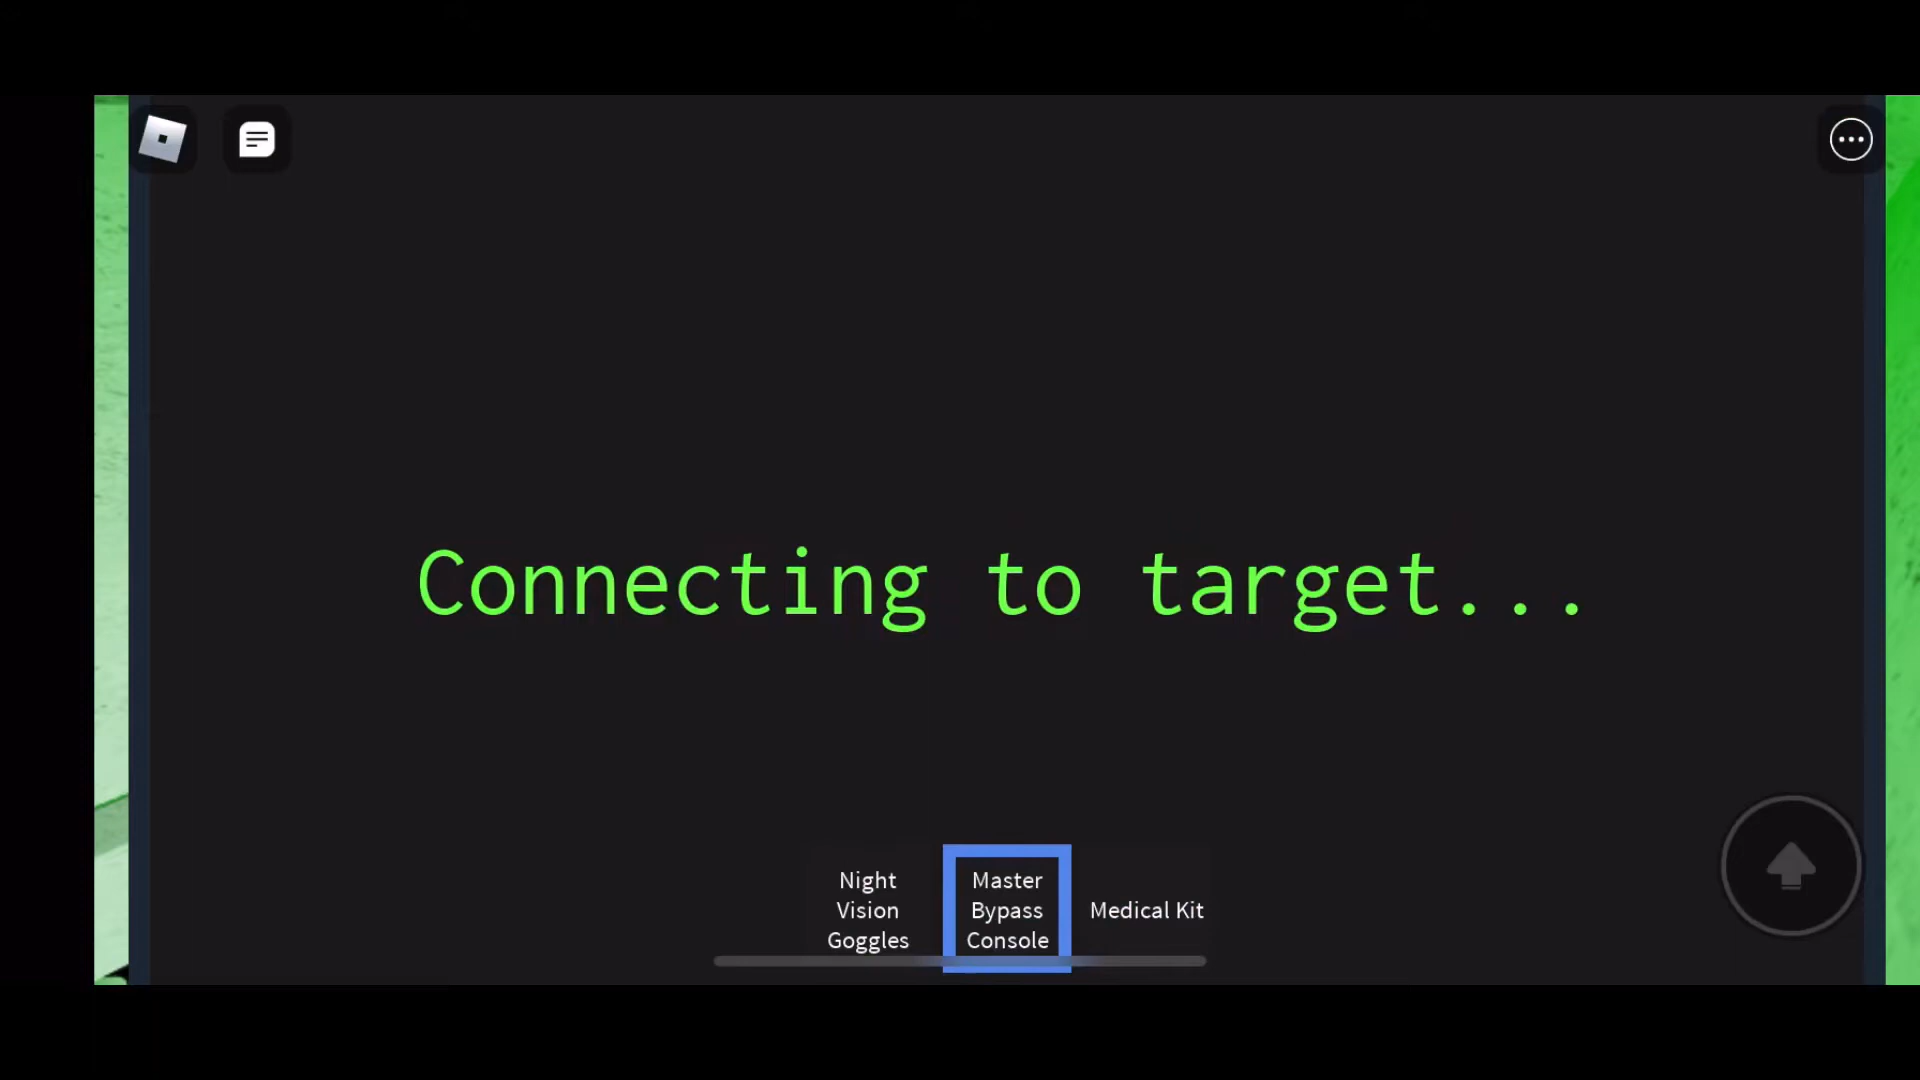 Connecting to target...
Night
Vision
Goggles
Master
Bypass
Console
Medical Kit